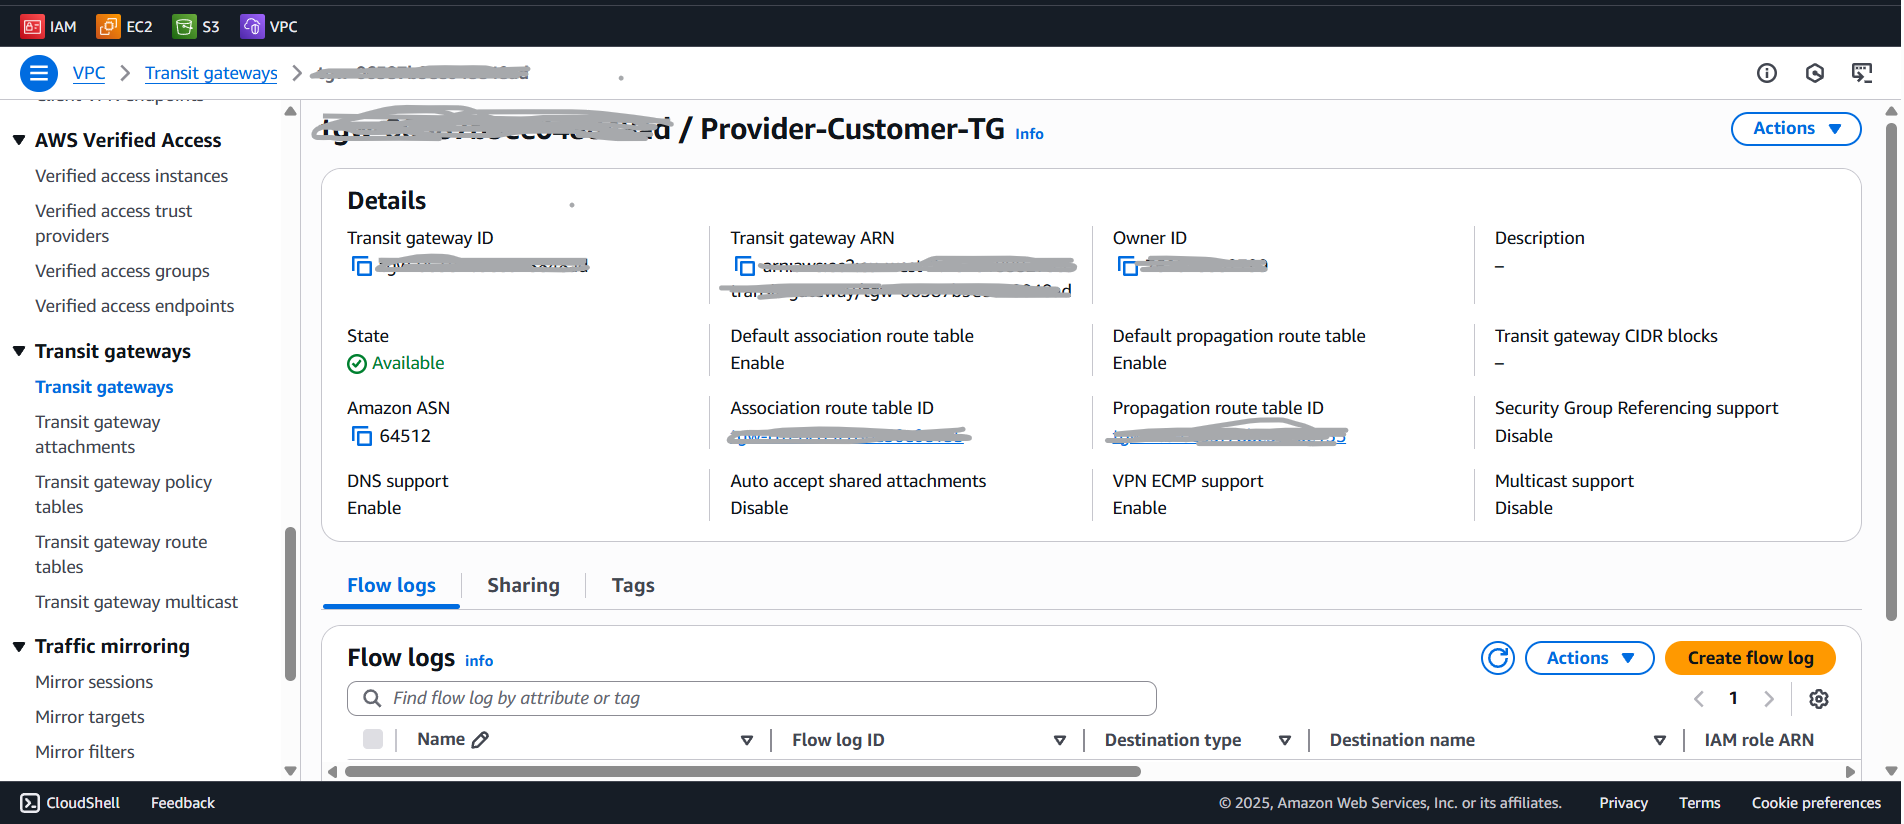 IAM EC2 S3 VPC
VPC Transit gateways
AWS Verified Access
Verified access instances
Verified access trust
providers
Verified access groups
Verified access endpoints
Transit gateways
Transit gateways
Transit gateway
attachments
Transit gateway policy
tables
Transit gateway route
tables
Transit gateway multicast
Traffic mirroring
Mirror sessions
Mirror targets
Mirror filters
/ Provider-Customer-TG Info
Actions
Details
Transit gateway ID
Transit gateway ARN
Owner ID
Description
–
State
Available
Default association route table
Enable
Default propagation route table
Enable
Transit gateway CIDR blocks
–
Amazon ASN
64512
Association route table ID
Propagation route table ID
Security Group Referencing support
Disable
DNS support
Enable
Auto accept shared attachments
Disable
VPN ECMP support
Enable
Multicast support
Disable
Flow logs Sharing Tags
Flow logs info
Actions Create flow log
Find flow log by attribute or tag
1
Name Flow log ID Destination type Destination name IAM role ARN
CloudShell Feedback © 2025, Amazon Web Services, Inc. or its affiliates. Privacy Terms Cookie preferences